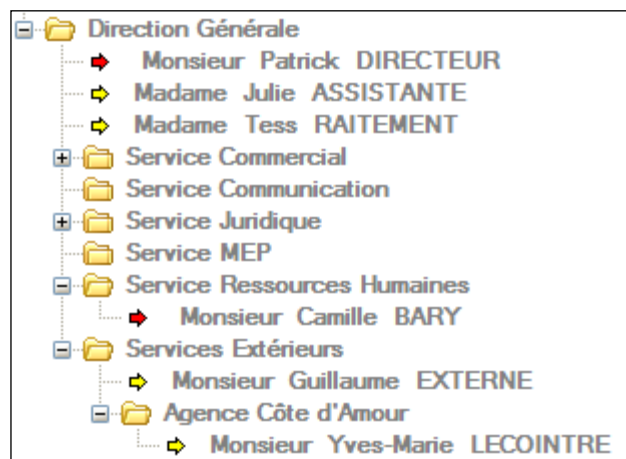 Direction Générale
Monsieur Patrick DIRECTEUR
Madame Julie ASSISTANTE
Madame Tess RAITEMENT
Service Commercial
Service Communication
Service Juridique
Service MEP
Service Ressources Humaines
Monsieur Camille BARY
Services Extérieurs
Monsieur Guillaume EXTERNE
Agence Côte d'Amour
Monsieur Yves-Marie LECOINTRE